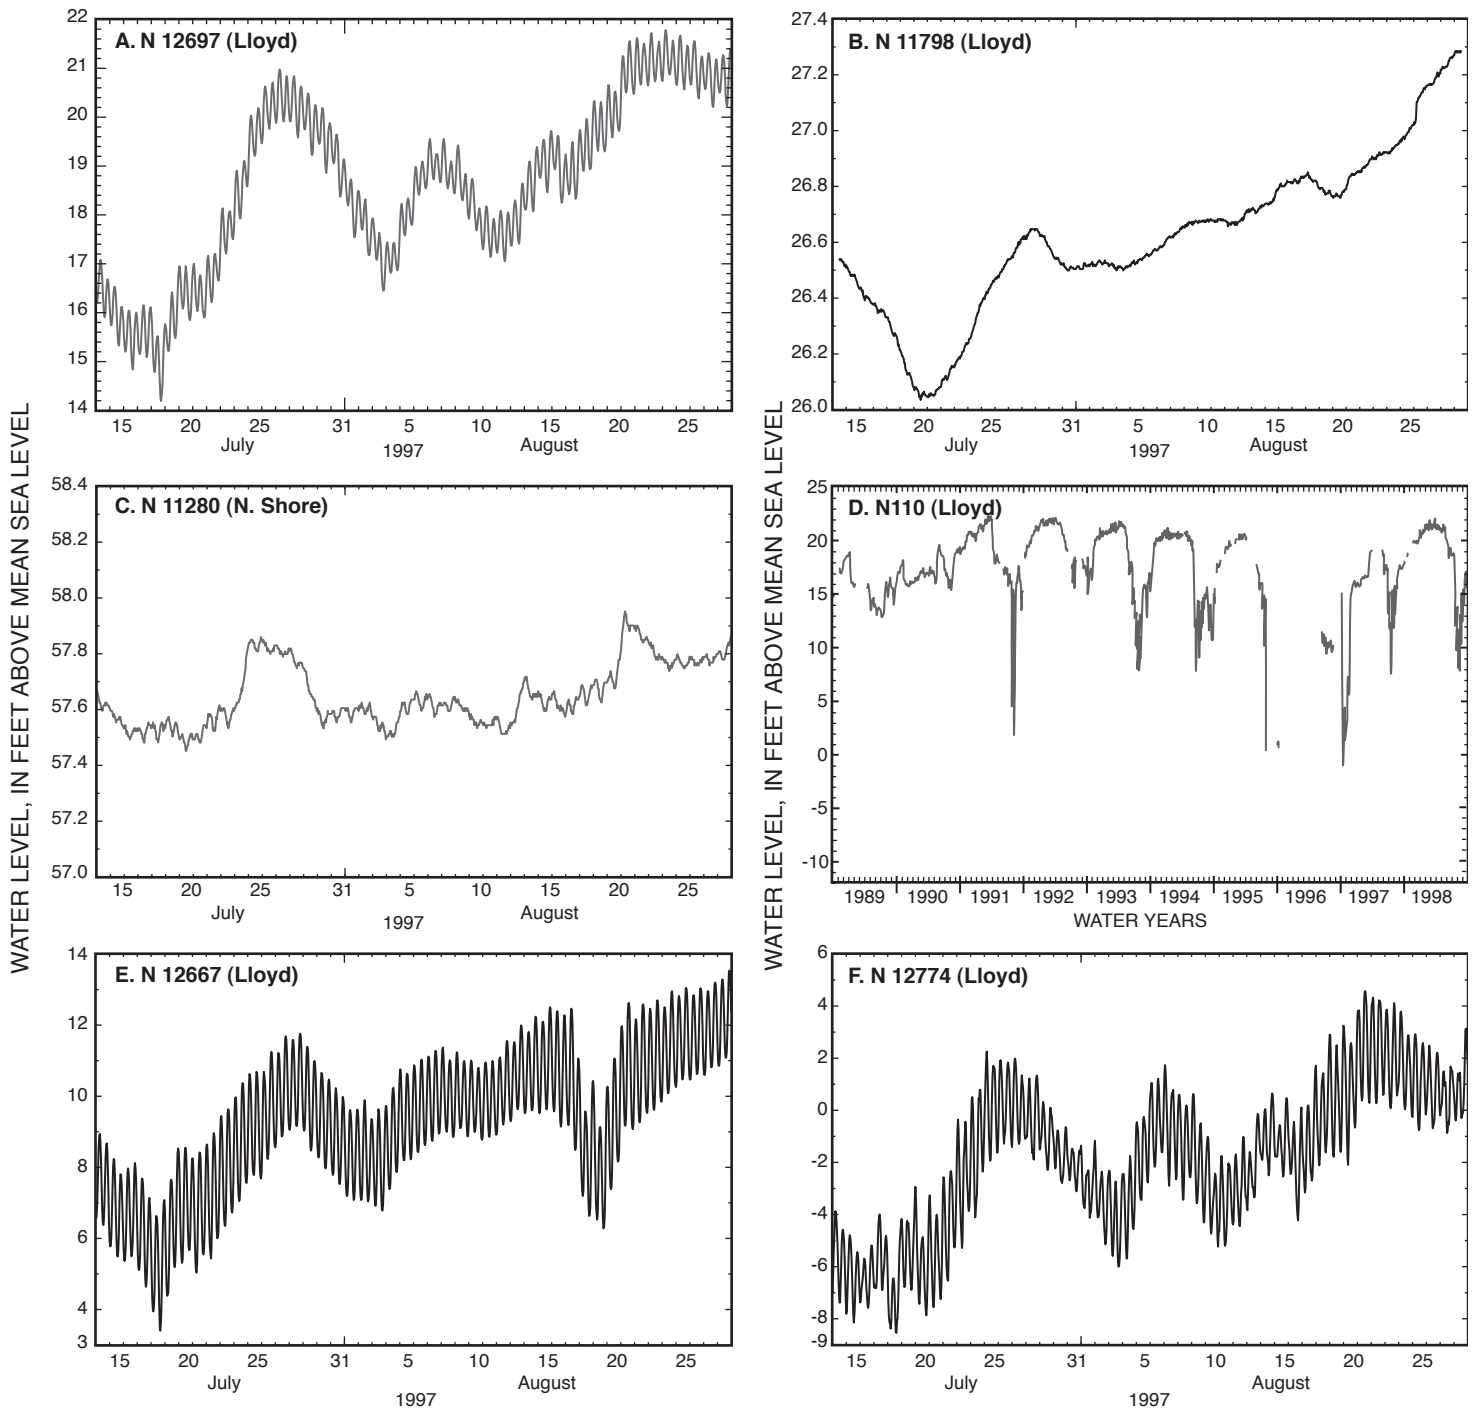 WATER LEVEL, IN FEET ABOVE MEAN SEA LEVEL
A. N 12697 (Lloyd)
22
21
20
19
18
17
16
15
14
15 20 25 31 5 10 15 20 25
July August
1997
B. N 11798 (Lloyd)
27.4
27.2
27.0
26.8
26.6
26.4
26.2
26.0
15 20 25 31 5 10 15 20 25
July August
1997
C. N 11280 (N. Shore)
58.4
58.2
58.0
57.8
57.6
57.4
57.2
57.0
15 20 25 31 5 10 15 20 25
July August
1997
WATER LEVEL, IN FEET ABOVE MEAN SEA LEVEL
D. N110 (Lloyd)
25
20
15
10
5
0
-5
-10
1989 1990 1991 1992 1993 1994 1995 1996 1997 1998
WATER YEARS
E. N 12667 (Lloyd)
14
12
10
8
6
4
3
15 20 25 31 5 10 15 20 25
July August
1997
F. N 12774 (Lloyd)
6
4
2
0
-2
-4
-6
-8
-9
15 20 25 31 5 10 15 20 25
July August
1997